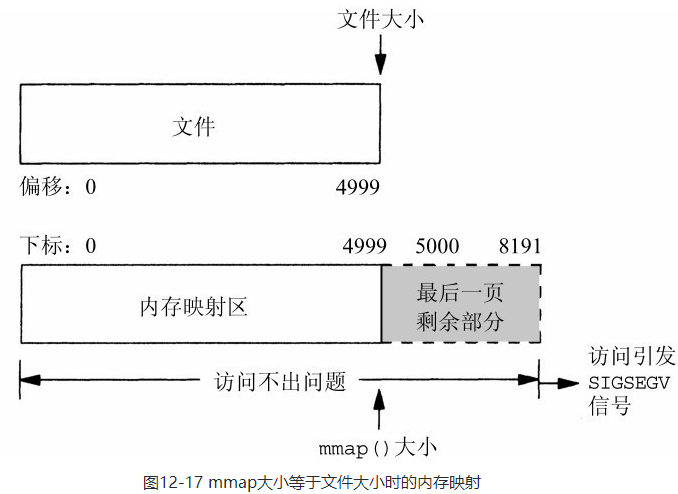 文件大小
文件
偏移：0 4999
下标：0 4999 5000 8191
内存映射区
最后一页
剩余部分
访问不出问题
访问引发
SIGSEGV
信号
mmap()大小
图12-17 mmap大小等于文件大小时的内存映射